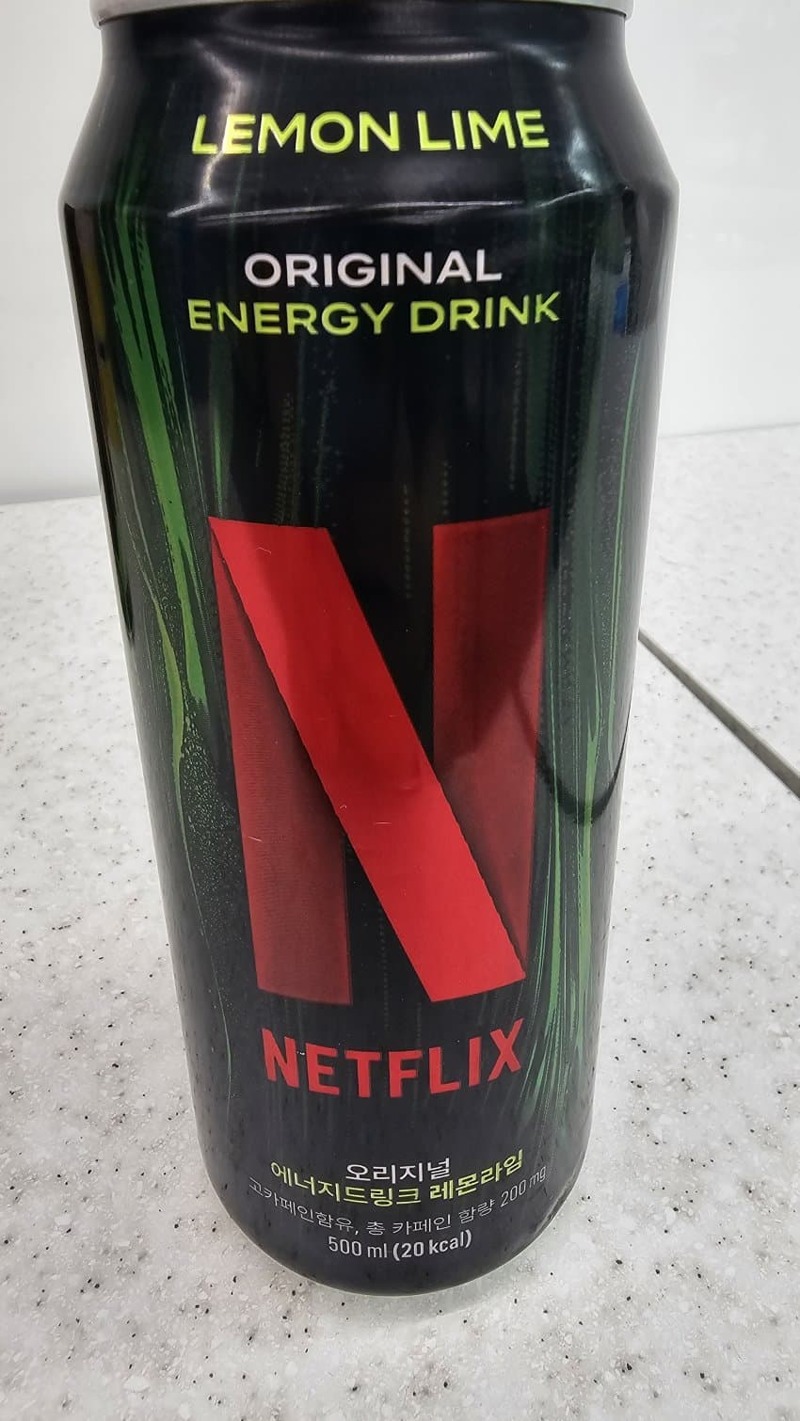 LEMON LIME
ORIGINAL
ENERGY DRINK
N
NETFLIX
오리지널
에너지드링크 레몬라임
고카페인함유, 총 카페인 함량 200 mg
500 ml (20 kcal)